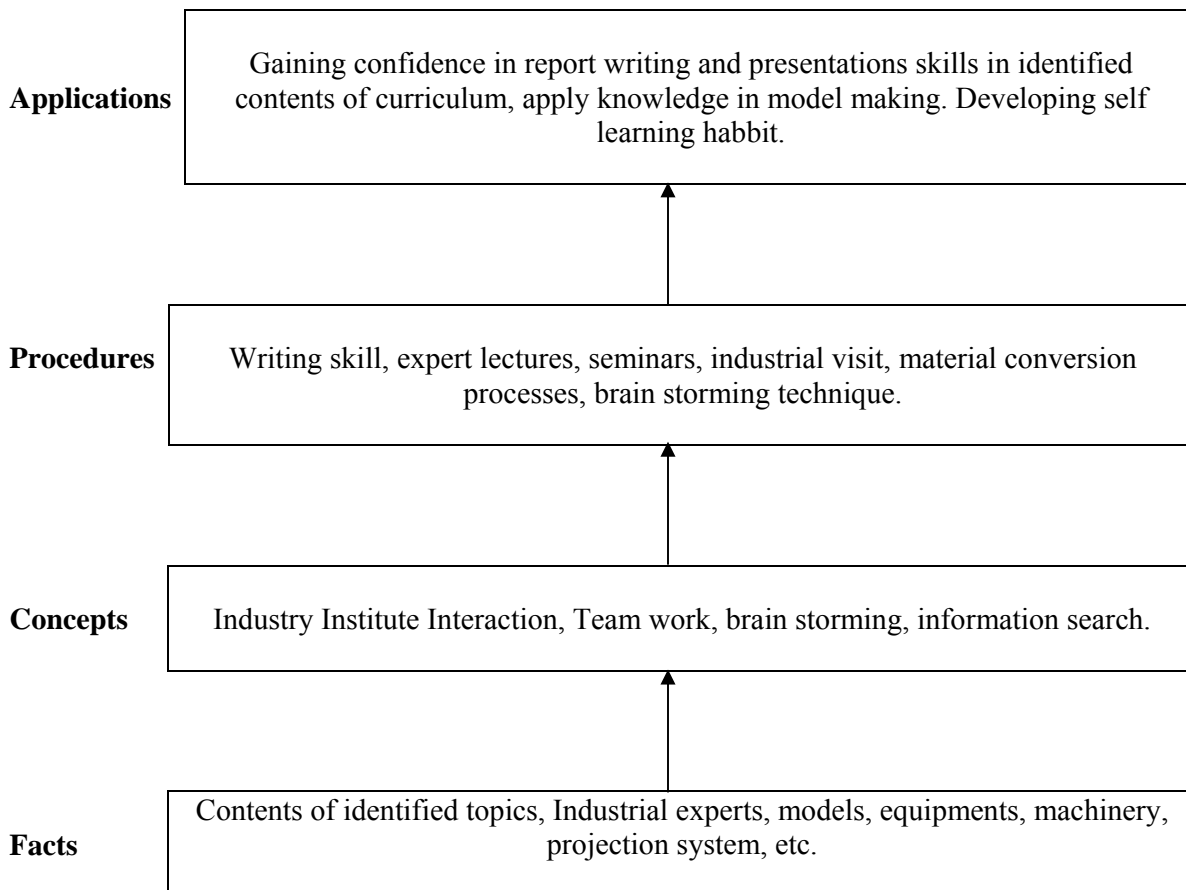 Applications
Gaining confidence in report writing and presentations skills in identified
contents of curriculum, apply knowledge in model making. Developing self
learning habbit.
Procedures
Writing skill, expert lectures, seminars, industrial visit, material conversion
processes, brain storming technique.
Concepts
Industry Institute Interaction, Team work, brain storming, information search.
Facts
Contents of identified topics, Industrial experts, models, equipments, machinery,
projection system, etc.